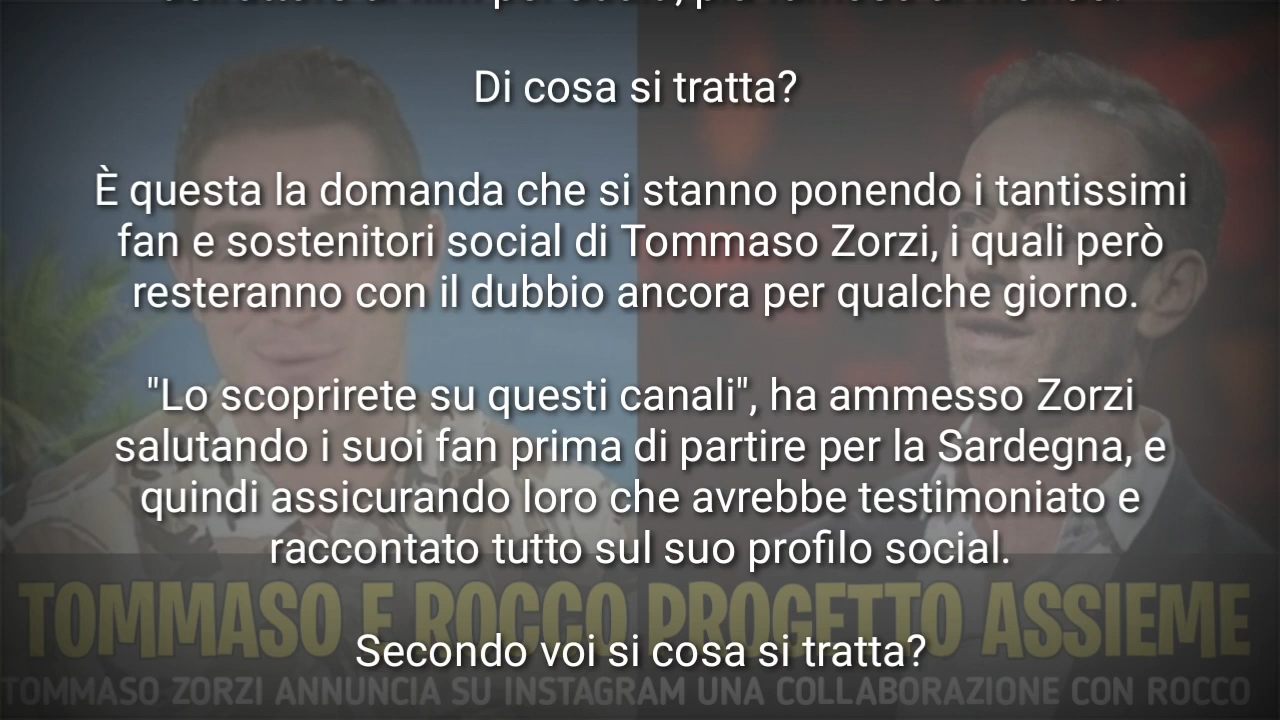 Di cosa si tratta?
È questa la domanda che si stanno ponendo i tantissimi
fan e sostenitori social di Tommaso Zorzi, i quali però
resteranno con il dubbio ancora per qualche giorno.
"Lo scoprirete su questi canali", ha ammesso Zorzi
salutando i suoi fan prima di partire per la Sardegna, e
quindi assicurando loro che avrebbe testimoniato e
raccontato tutto sul suo profilo social.
TOMMASO E ROCCO PROGETTO ASSIEME
Secondo voi si cosa si tratta?
TOMMASO ZORZI ANNUNCIA SU INSTAGRAM UNA COLLABORAZIONE CON ROCCO